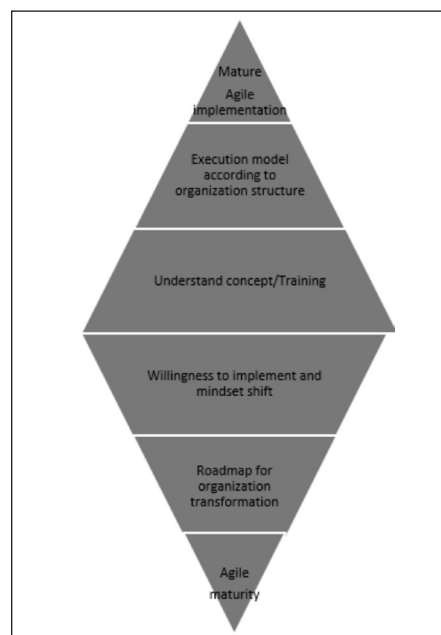 Mature
Agile
implementation
Execution model
according to
organization structure
Understand concept/Training
Willingness to implement and
mindset shift
Roadmap for
organization
transformation
Agile
maturity